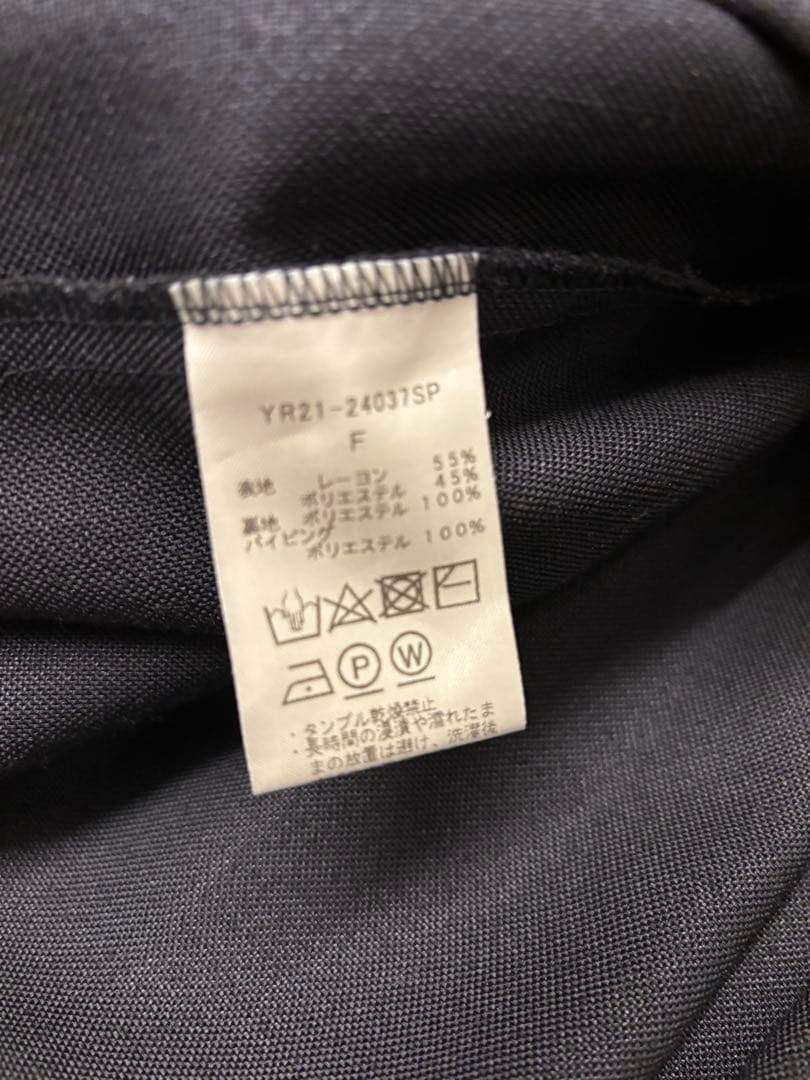 YR21-24037SP
F
表地 レーヨン 55%
ポリエステル 45%
裏地 ポリエステル 100%
パイピング
ポリエステル 100%
P W
・タンブル乾燥禁止
・長時間の浸漬や濡れたま
まの放置は避け、洗濯後